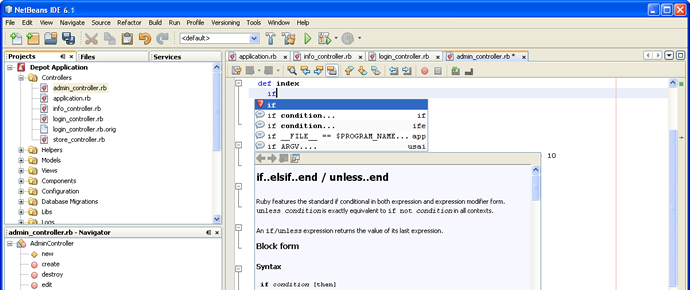 NetBeans IDE 6.1
File Edit View Navigate Source Refactor Build Run Profile Versioning Tools Window Help
<default>
Projects Files Services
Depot Application
Controllers
admin_controller.rb
application.rb
info_controller.rb
login_controller.rb
login_controller.rb.orig
store_controller.rb
Helpers
Models
Views
Components
Configuration
Database Migrations
Libs
Logs
admin_controller.rb - Navigator
AdminController
new
create
destroy
edit
application.rb info_controller.rb login_controller.rb admin_controller.rb *
def index
if
if
if condition... if
if condition... ife
if __FILE__ == $PROGRAM_NAME... app
if ARGV.... usai
10
if..elsif..end / unless..end
Ruby features the standard if conditional in both expression and expression modifier form.
unless condition is exactly equivalent to if not condition in all contexts.
An if/unless expression returns the value of its last expression.
Block form
Syntax
if condition [then]